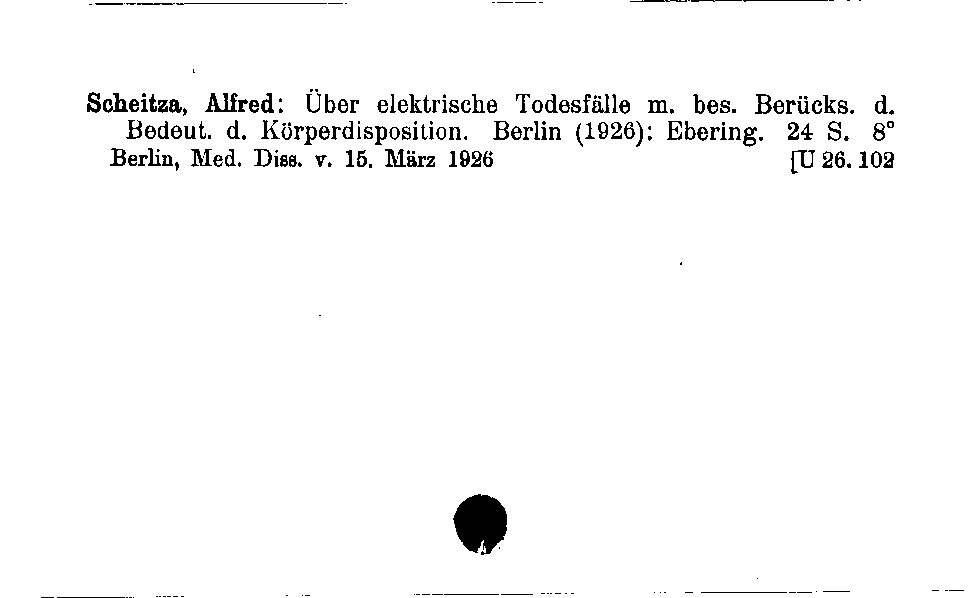 Scheitza, Alfred: Über elektrische Todesfälle m. bes. Berücks. d.
Bedeut. d. Körperdisposition. Berlin (1926): Ebering. 24 S. 8°
Berlin, Med. Diss. v. 15. März 1926 [U 26. 102